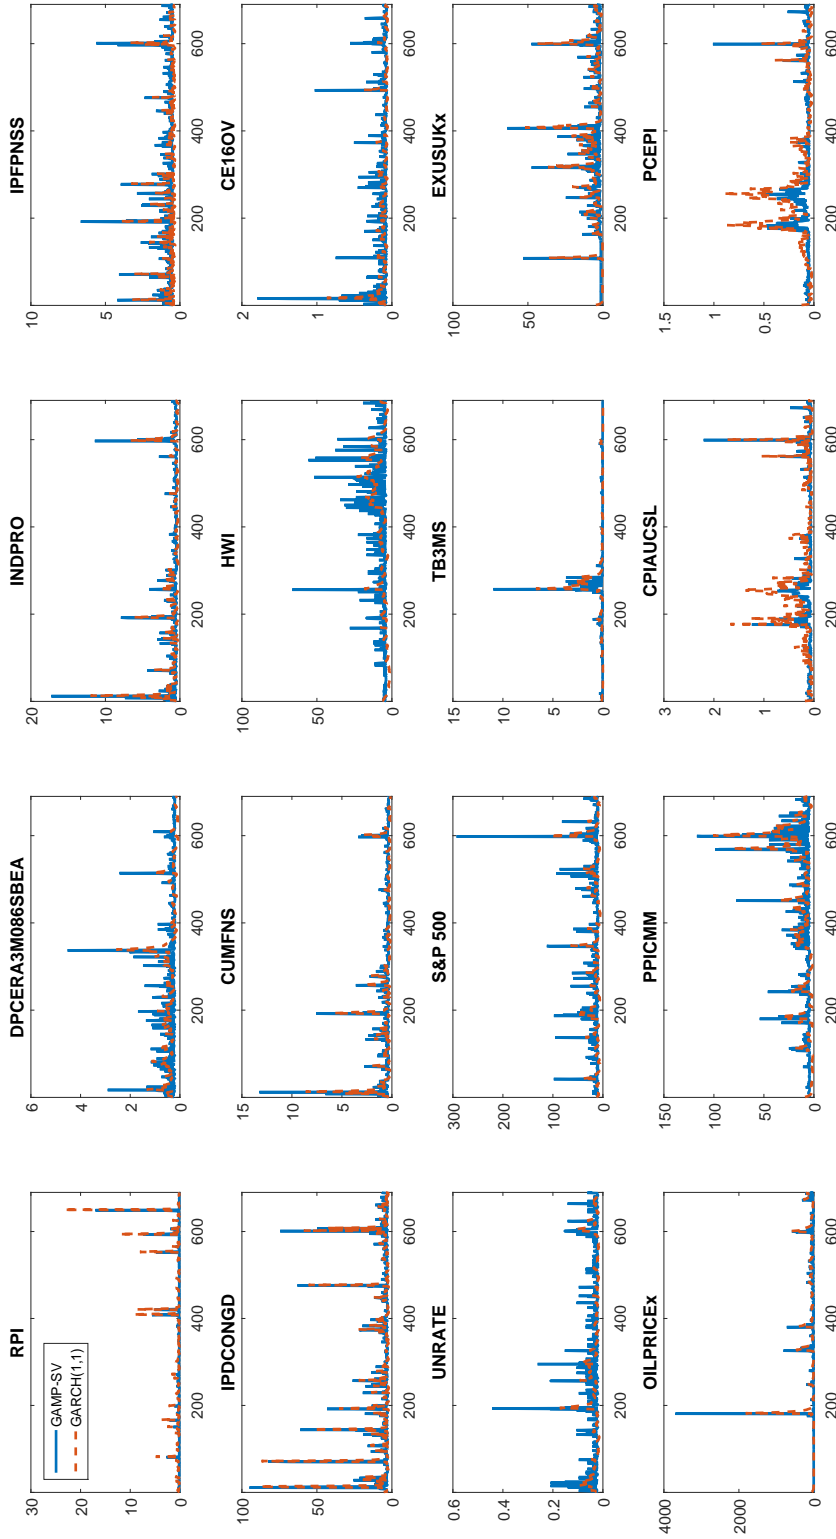 RPI
30
20
10
0
GAMP-SV
GARCH(1,1)
200 400 600
DPCERA3M086SBEA
6
4
2
0
200 400 600
INDPRO
20
10
0
200 400 600
IPFPNSS
10
5
0
200 400 600
IPDCONGD
100
50
0
200 400 600
CUMFNS
15
10
5
0
200 400 600
HWI
100
50
0
200 400 600
CE16OV
2
1
0
200 400 600
UNRATE
0.6
0.4
0.2
0
200 400 600
S&P 500
300
200
100
0
200 400 600
TB3MS
15
10
5
0
200 400 600
EXUSUKx
100
50
0
200 400 600
OILPRICEx
4000
2000
0
200 400 600
PPICMM
150
100
50
0
200 400 600
CPIAUCSL
3
2
1
0
200 400 600
PCEPI
1.5
1
0.5
0
200 400 600